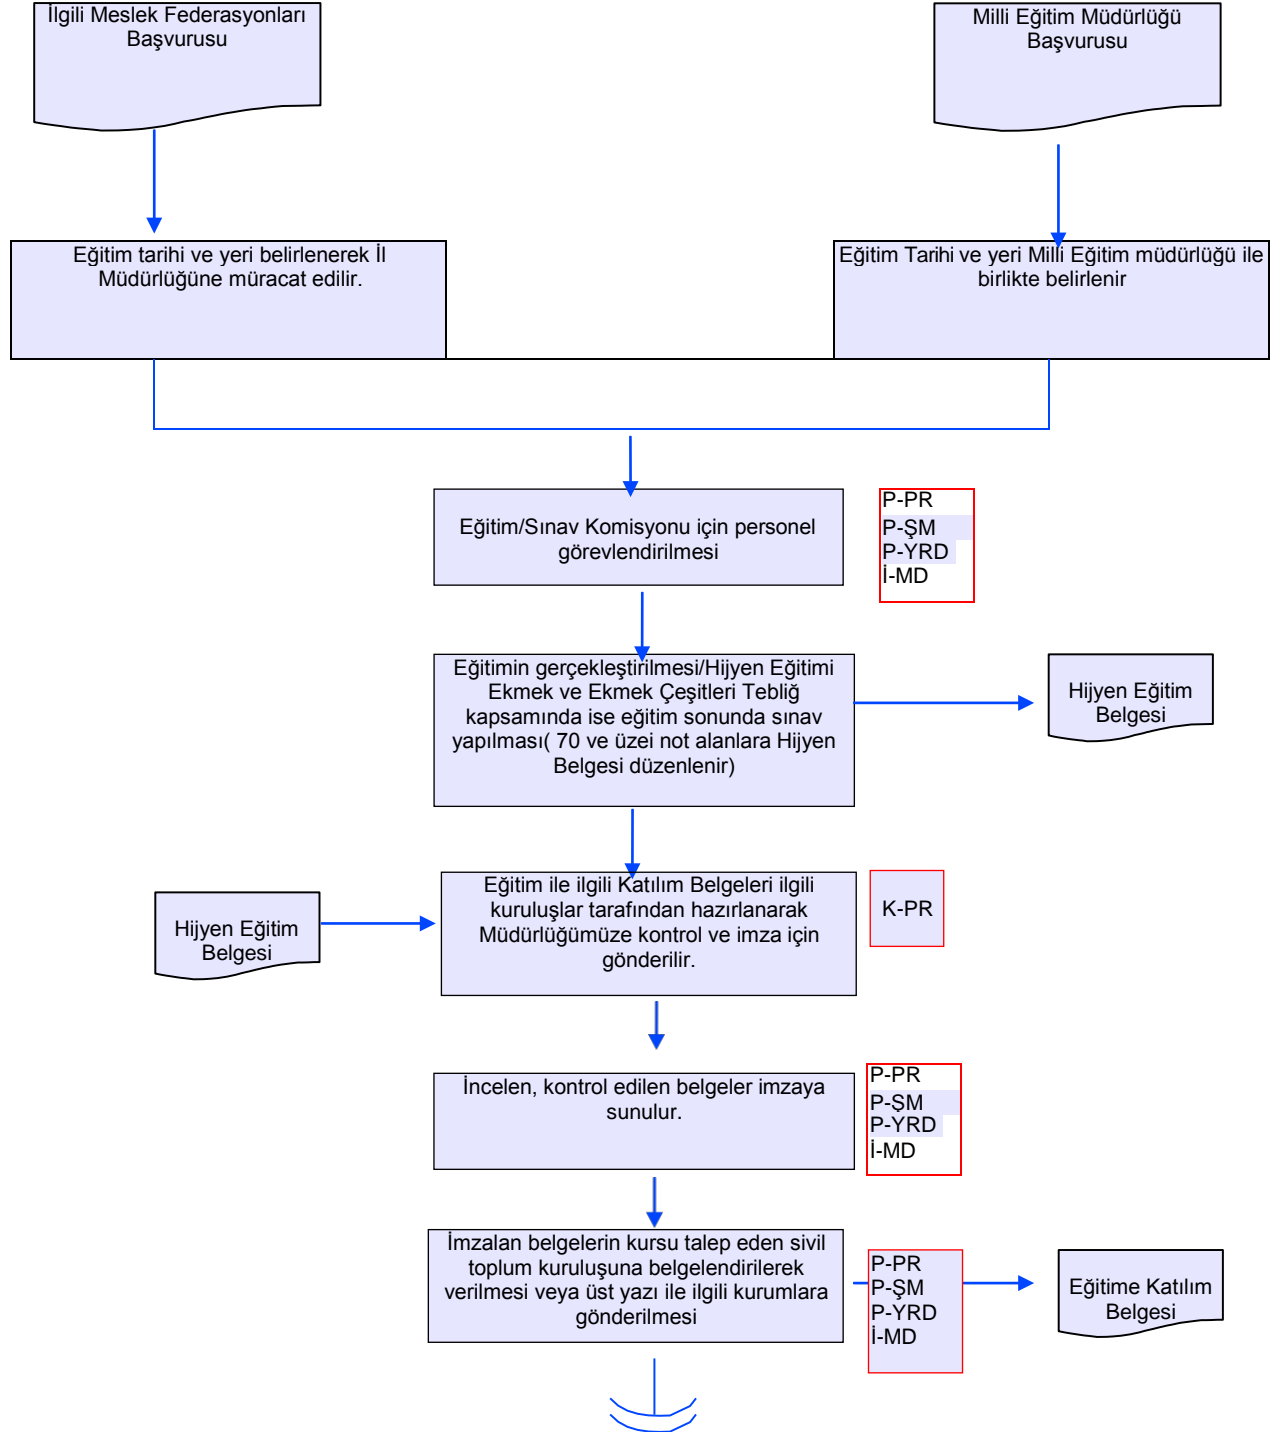 İlgili Meslek Federasyonları
Başvurusu
Milli Eğitim Müdürlüğü
Başvurusu
Eğitim tarihi ve yeri belirlenerek İl
Müdürlüğüne müracat edilir.
Eğitim Tarihi ve yeri Milli Eğitim müdürlüğü ile
birlikte belirlenir
Eğitim/Sınav Komisyonu için personel
görevlendirilmesi
P-PR
P-ŞM
P-YRD
İ-MD
Eğitimin gerçekleştirilmesi/Hijyen Eğitimi
Ekmek ve Ekmek Çeşitleri Tebliğ
kapsamında ise eğitim sonunda sınav
yapılması( 70 ve üzei not alanlara Hijyen
Belgesi düzenlenir)
Hijyen Eğitim
Belgesi
Hijyen Eğitim
Belgesi
Eğitim ile ilgili Katılım Belgeleri ilgili
kuruluşlar tarafından hazırlanarak
Müdürlüğümüze kontrol ve imza için
gönderilir.
K-PR
İncelen, kontrol edilen belgeler imzaya
sunulur.
P-PR
P-ŞM
P-YRD
İ-MD
İmzalan belgelerin kursu talep eden sivil
toplum kuruluşuna belgelendirilerek
verilmesi veya üst yazı ile ilgili kurumlara
gönderilmesi
P-PR
P-ŞM
P-YRD
İ-MD
Eğitime Katılım
Belgesi